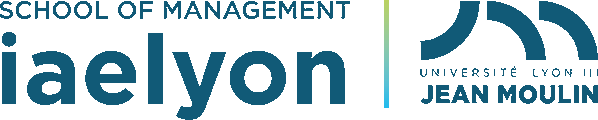 SCHOOL OF MANAGEMENT
iaelyon
UNIVERSITÉ LYON III
JEAN MOULIN